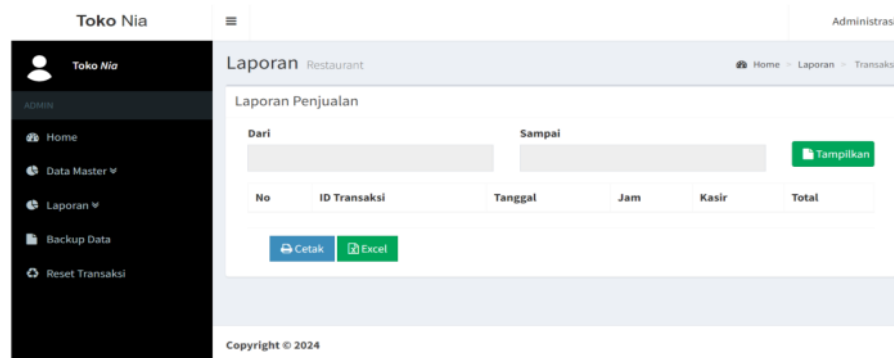 Toko Nia
Administras
Toko Nia
ADMIN
Home
Data Master
Laporan
Backup Data
Reset Transaksi
Laporan Restaurant
Home > Laporan > Transaks
Laporan Penjualan
Dari Sampai
Tampilkan
No ID Transaksi Tanggal Jam Kasir Total
Cetak Excel
Copyright © 2024